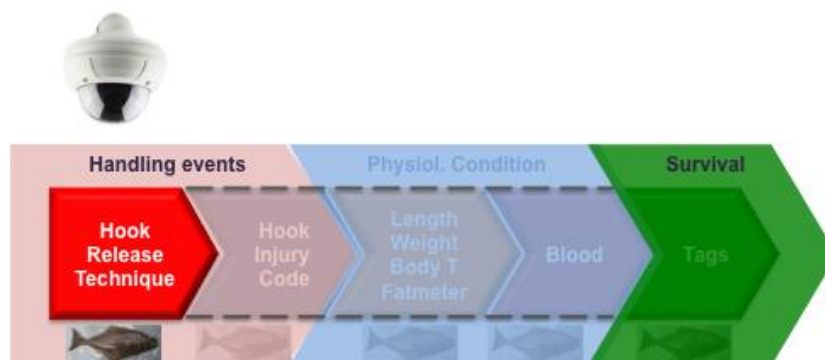 Handling events
Physiol. Condition
Survival
Hook
Release
Technique
Hook
Injury
Code
Length
Weight
Body T
Fatmeter
Blood
Tags